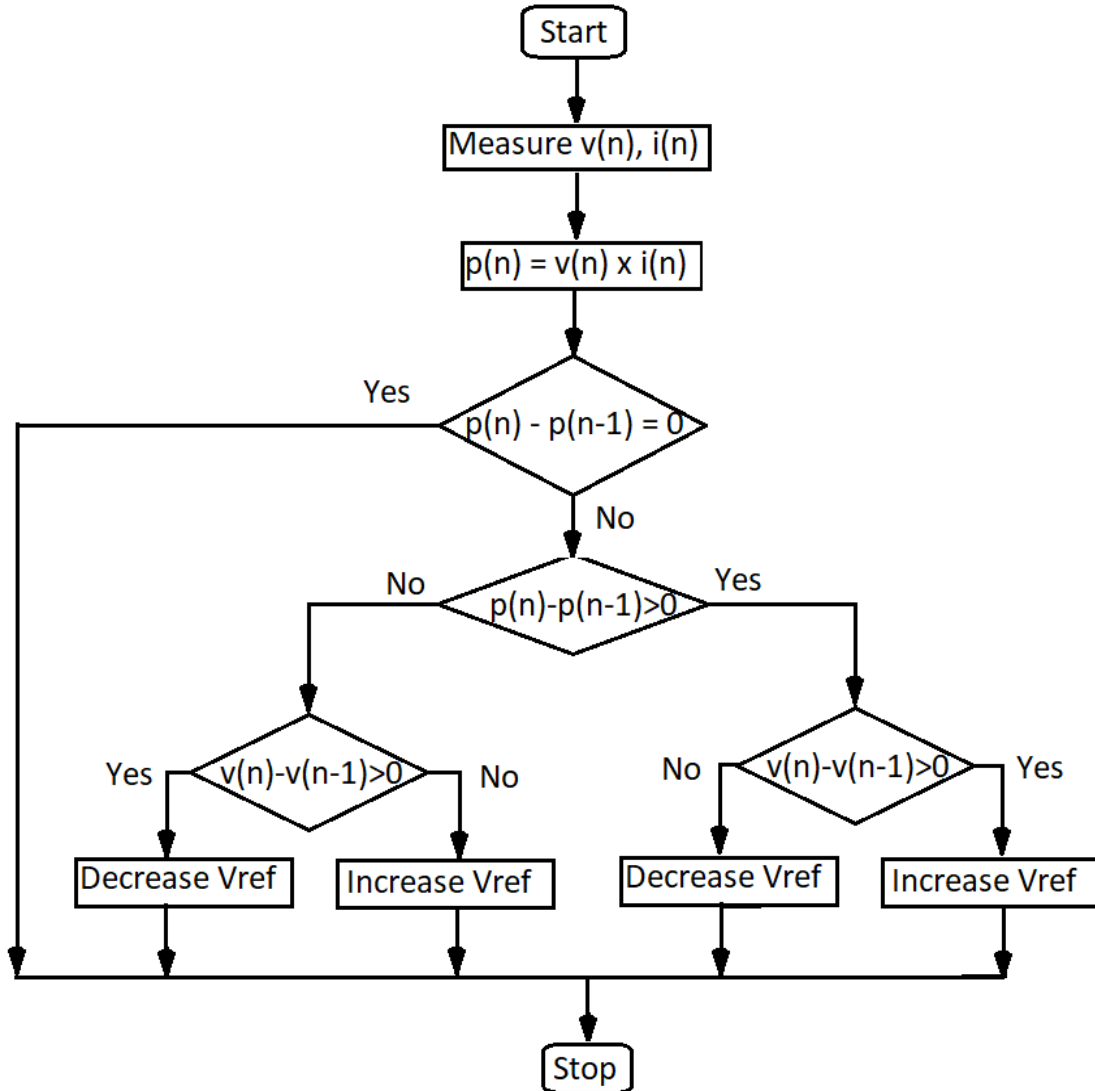 Start
Measure v(n), i(n)
p(n) = v(n) x i(n)
Yes
p(n) - p(n-1) = 0
No
No
Yes
p(n)-p(n-1)>0
Yes
v(n)-v(n-1)>0
No
No
v(n)-v(n-1)>0
Yes
Decrease Vref
Increase Vref
Decrease Vref
Increase Vref
Stop